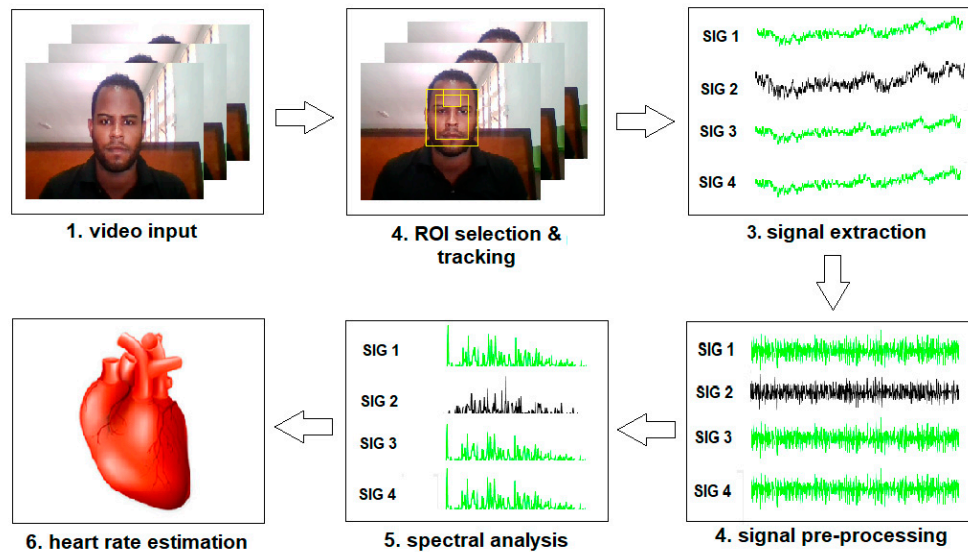 1. video input
4. ROI selection &
tracking
SIG 1
SIG 2
SIG 3
SIG 4
3. signal extraction
SIG 1
SIG 2
SIG 3
SIG 4
4. signal pre-processing
SIG 1
SIG 2
SIG 3
SIG 4
5. spectral analysis
6. heart rate estimation